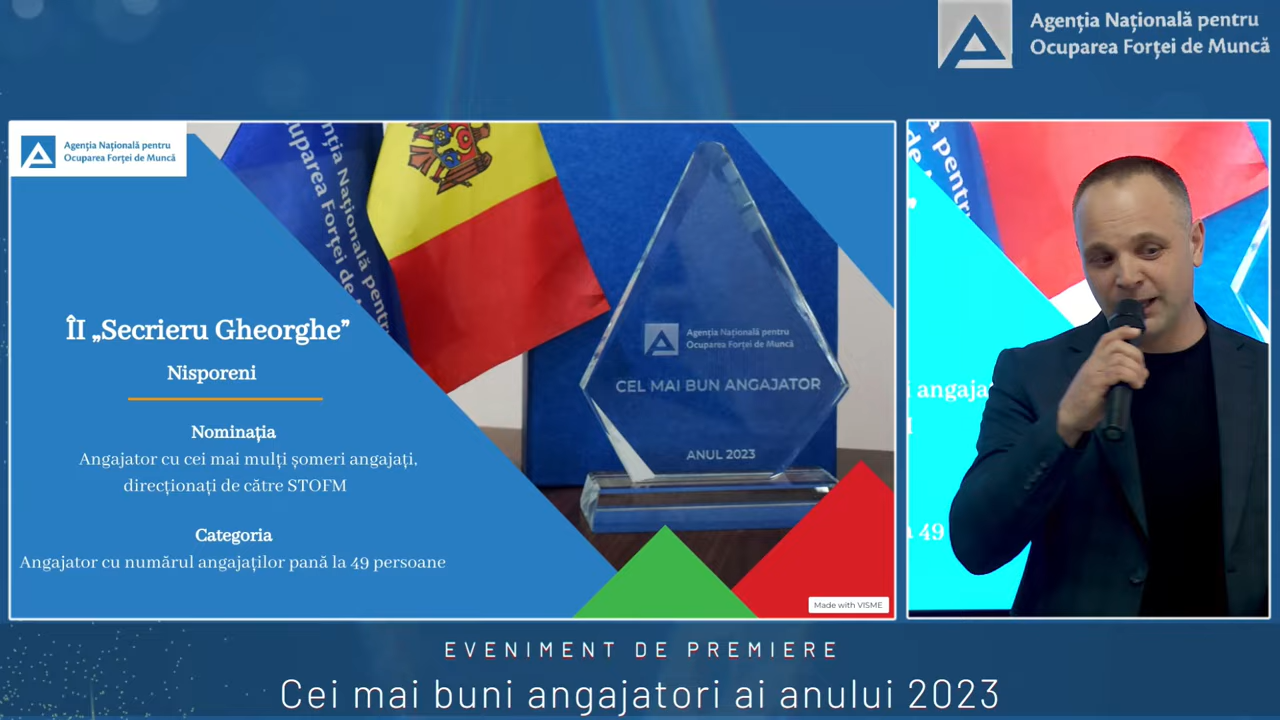 Agenția Națională pentru
Ocuparea Forței de Muncă
Agenția Națională pentru
Ocuparea Forței de Muncă
ÎI „Secrieru Gheorghe”
Nisporeni
Nominația
Angajator cu cei mai mulți șomeri angajați,
direcționați de către STOFM
Categoria
Angajator cu numărul angajaților pană la 49 persoane
Națională pentru
Agenția Națională pentru
Ocuparea Forței de Muncă
CEL MAI BUN ANGAJATOR
ANUL 2023
Made with VISME
49
EVENIMENT DE PREMIERE
Cei mai buni angajatori ai anului 2023